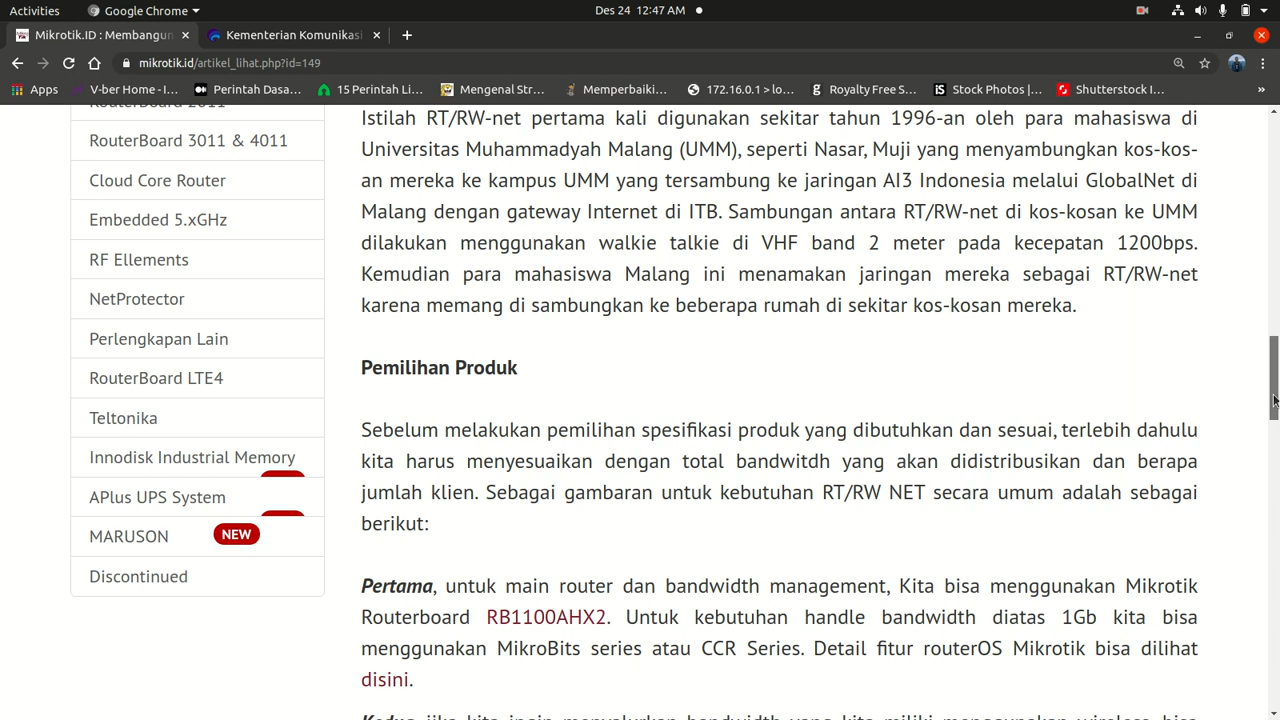 Activities
Google Chrome
Des 24 12:47 AM
Mikrotik.ID : Membangun
Kementerian Komunikasi
mikrotik.id/artikel_lihat.php?id=149
Apps
V-ber Home - I...
Perintah Dasa...
15 Perintah Li...
Mengenal Str...
Memperbaiki...
172.16.0.1 > lo...
Royalty Free S...
Stock Photos |...
Shutterstock I...
»
RouterBoard 2011
RouterBoard 3011 & 4011
Cloud Core Router
Embedded 5.xGHz
RF Ellements
NetProtector
Perlengkapan Lain
RouterBoard LTE4
Teltonika
Innodisk Industrial Memory
APlus UPS System
MARUSON NEW
Discontinued
Istilah RT/RW-net pertama kali digunakan sekitar tahun 1996-an oleh para mahasiswa di
Universitas Muhammadyah Malang (UMM), seperti Nasar, Muji yang menyambungkan kos-kos-
an mereka ke kampus UMM yang tersambung ke jaringan AI3 Indonesia melalui GlobalNet di
Malang dengan gateway Internet di ITB. Sambungan antara RT/RW-net di kos-kosan ke UMM
dilakukan menggunakan walkie talkie di VHF band 2 meter pada kecepatan 1200bps.
Kemudian para mahasiswa Malang ini menamakan jaringan mereka sebagai RT/RW-net
karena memang di sambungkan ke beberapa rumah di sekitar kos-kosan mereka.
Pemilihan Produk
Sebelum melakukan pemilihan spesifikasi produk yang dibutuhkan dan sesuai, terlebih dahulu
kita harus menyesuaikan dengan total bandwitdh yang akan didistribusikan dan berapa
jumlah klien. Sebagai gambaran untuk kebutuhan RT/RW NET secara umum adalah sebagai
berikut:
Pertama, untuk main router dan bandwidth management, Kita bisa menggunakan Mikrotik
Routerboard RB1100AHX2. Untuk kebutuhan handle bandwidth diatas 1Gb kita bisa
menggunakan MikroBits series atau CCR Series. Detail fitur routerOS Mikrotik bisa dilihat
disini.
Kedua, jika kita ingin menyalurkan bandwidth yang kita miliki menggunakan wireless bisa